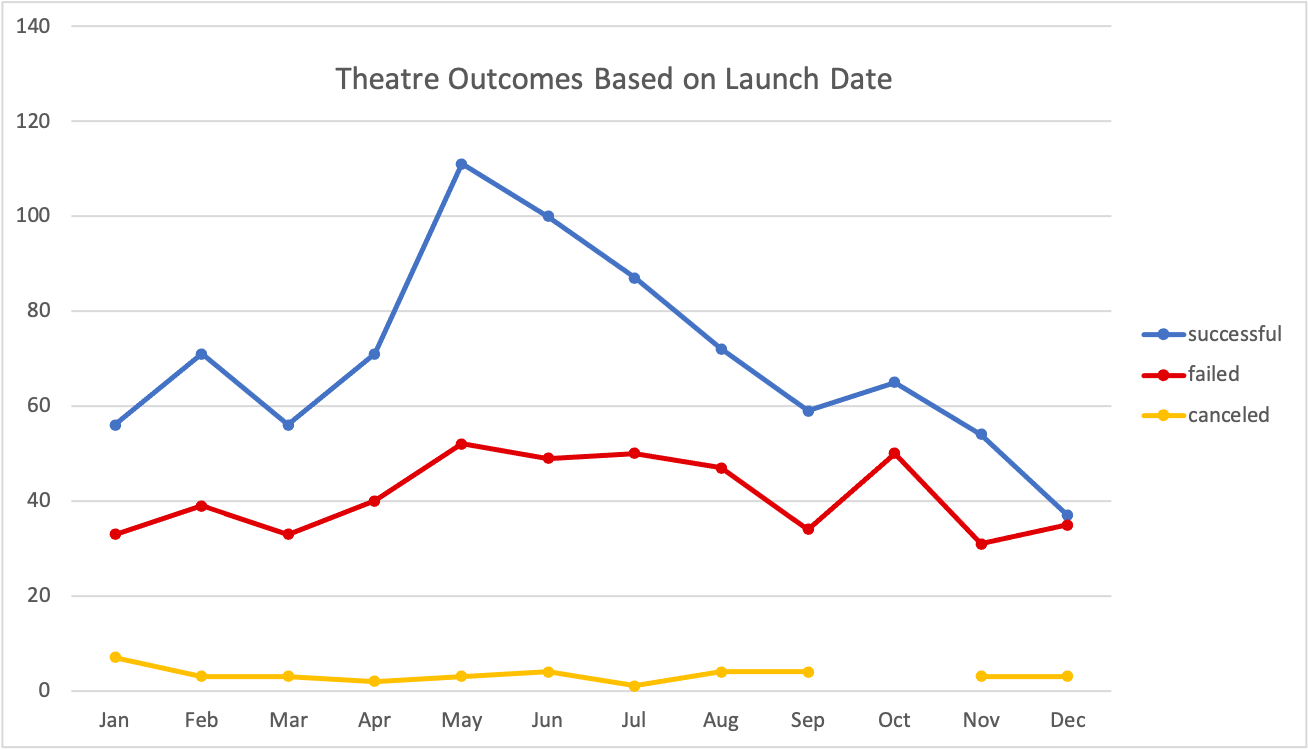 Theatre Outcomes Based on Launch Date
140
120
100
80
60
40
20
0
Jan Feb Mar Apr May Jun Jul Aug Sep Oct Nov Dec
successful
failed
canceled